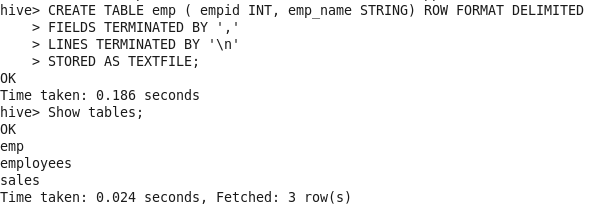 hive> CREATE TABLE emp ( empid INT, emp_name STRING) ROW FORMAT DELIMITED
    > FIELDS TERMINATED BY ','
    > LINES TERMINATED BY '\n'
    > STORED AS TEXTFILE;
OK
Time taken: 0.186 seconds
hive> Show tables;
OK
emp
employees
sales
Time taken: 0.024 seconds, Fetched: 3 row(s)